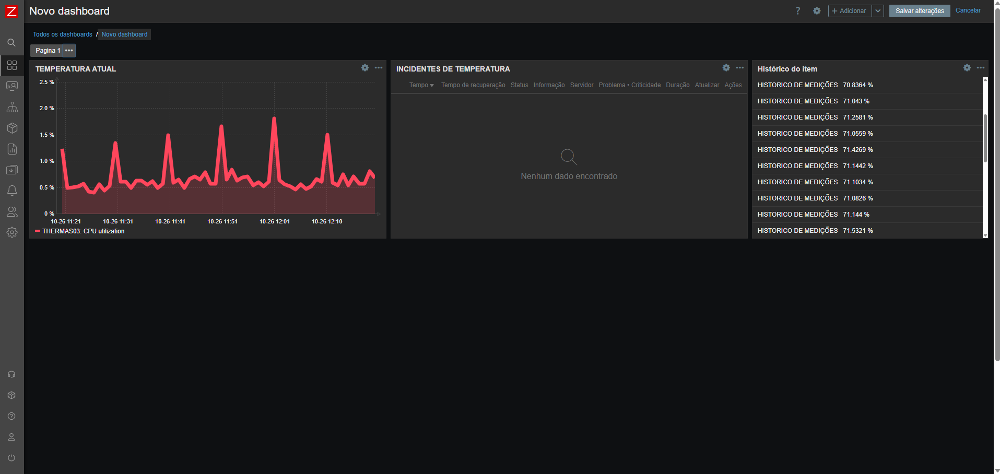 Z
Novo dashboard
?
+ Adicionar
Salvar alterações
Cancelar
Todos os dashboards / Novo dashboard
Pagina 1 •••
TEMPERATURA ATUAL
2.5 %
2.0 %
1.5 %
1.0 %
0.5 %
0 %
10-26 11:21 10-26 11:31 10-26 11:41 10-26 11:51 10-26 12:01 10-26 12:10
THERMAS03: CPU utilization
INCIDENTES DE TEMPERATURA
Tempo Tempo de recuperação Status Informação Servidor Problema • Criticidade Duração Atualizar Ações
Nenhum dado encontrado
Histórico do item
HISTORICO DE MEDIÇÕES 70.8364 %
HISTORICO DE MEDIÇÕES 71.043 %
HISTORICO DE MEDIÇÕES 71.2581 %
HISTORICO DE MEDIÇÕES 71.0559 %
HISTORICO DE MEDIÇÕES 71.4269 %
HISTORICO DE MEDIÇÕES 71.1442 %
HISTORICO DE MEDIÇÕES 71.1034 %
HISTORICO DE MEDIÇÕES 71.0826 %
HISTORICO DE MEDIÇÕES 71.144 %
HISTORICO DE MEDIÇÕES 71.5321 %